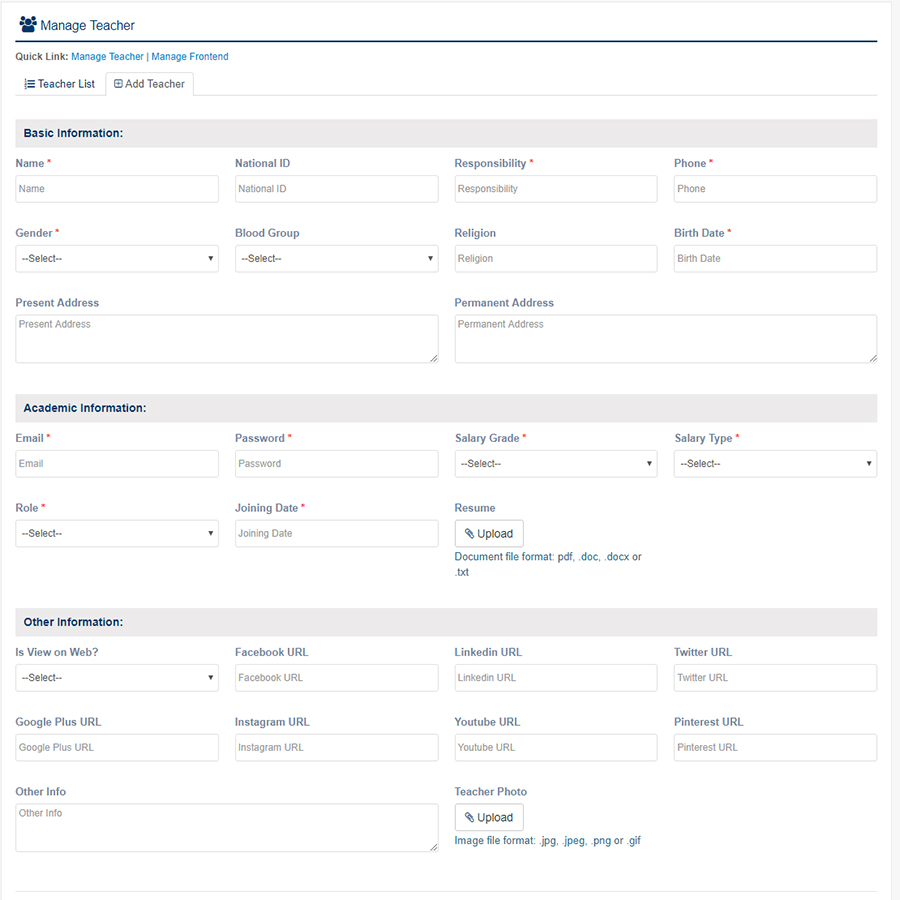 Manage Teacher
Quick Link: Manage Teacher | Manage Frontend
Teacher List Add Teacher
Basic Information:
Name * National ID Responsibility * Phone *
Name National ID Responsibility Phone
Gender * Blood Group Religion Birth Date *
--Select-- --Select-- Religion Birth Date
Present Address Permanent Address
Present Address Permanent Address
Academic Information:
Email * Password * Salary Grade * Salary Type *
Email Password --Select-- --Select--
Role * Joining Date * Resume
--Select-- Joining Date Upload
Document file format: pdf, .doc, .docx or
.txt
Other Information:
Is View on Web? Facebook URL Linkedin URL Twitter URL
--Select-- Facebook URL Linkedin URL Twitter URL
Google Plus URL Instagram URL Youtube URL Pinterest URL
Google Plus URL Instagram URL Youtube URL Pinterest URL
Other Info Teacher Photo
Other Info Upload
Image file format: .jpg, .jpeg, .png or .gif